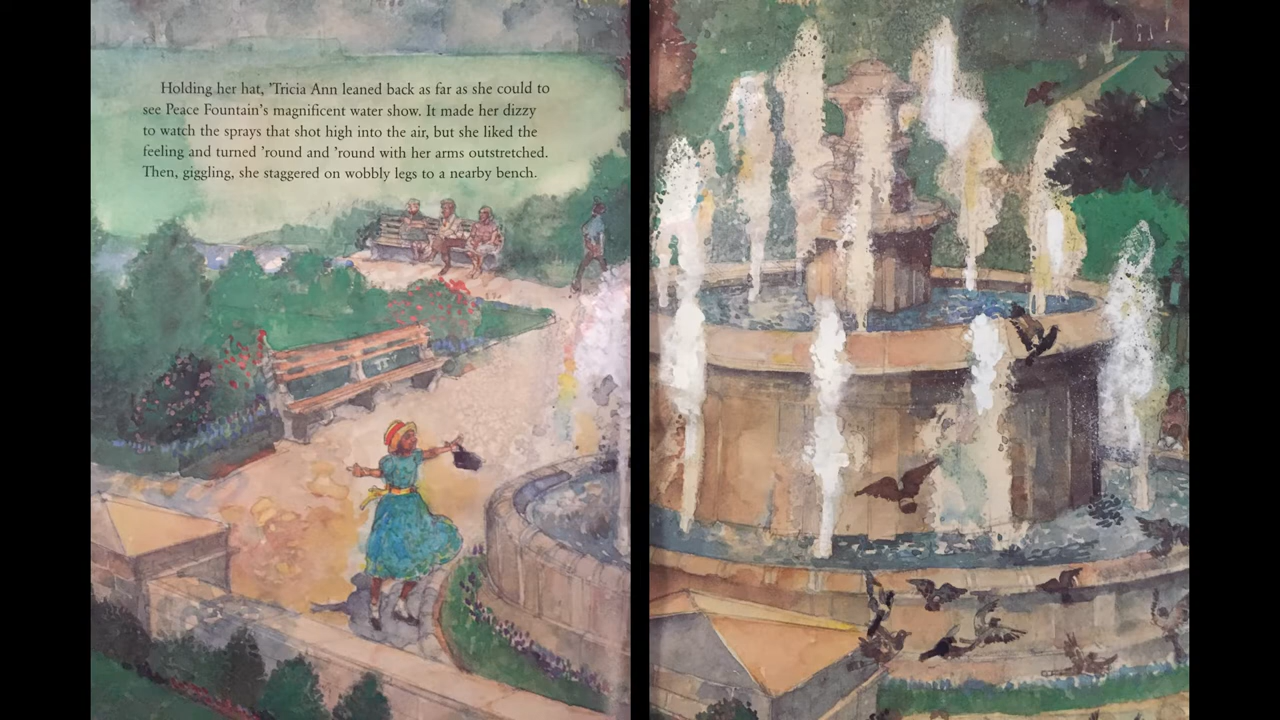 Holding her hat, ’Tricia Ann leaned back as far as she could to
see Peace Fountain’s magnificent water show. It made her dizzy
to watch the sprays that shot high into the air, but she liked the
feeling and turned ’round and ’round with her arms outstretched.
Then, giggling, she staggered on wobbly legs to a nearby bench.